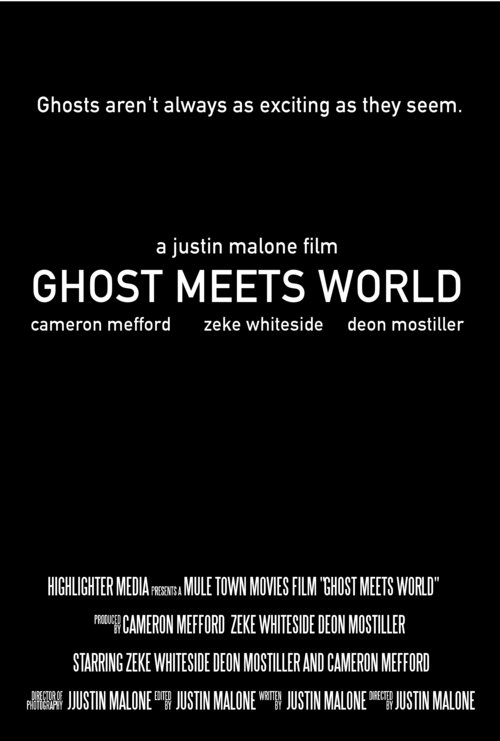 Ghosts aren't always as exciting as they seem.
a justin malone film
GHOST MEETS WORLD
cameron mefford zeke whiteside deon mostiller
HIGHLIGHTER MEDIA PRESENTS A MULE TOWN MOVIES FILM "GHOST MEETS WORLD"
PRODUCED BY CAMERON MEFFORD ZEKE WHITESIDE DEON MOSTILLER
STARRING ZEKE WHITESIDE DEON MOSTILLER AND CAMERON MEFFORD
DIRECTOR OF PHOTOGRAPHY JJUSTIN MALONE EDITED BY JUSTIN MALONE WRITTEN BY JUSTIN MALONE DIRECTED BY JUSTIN MALONE